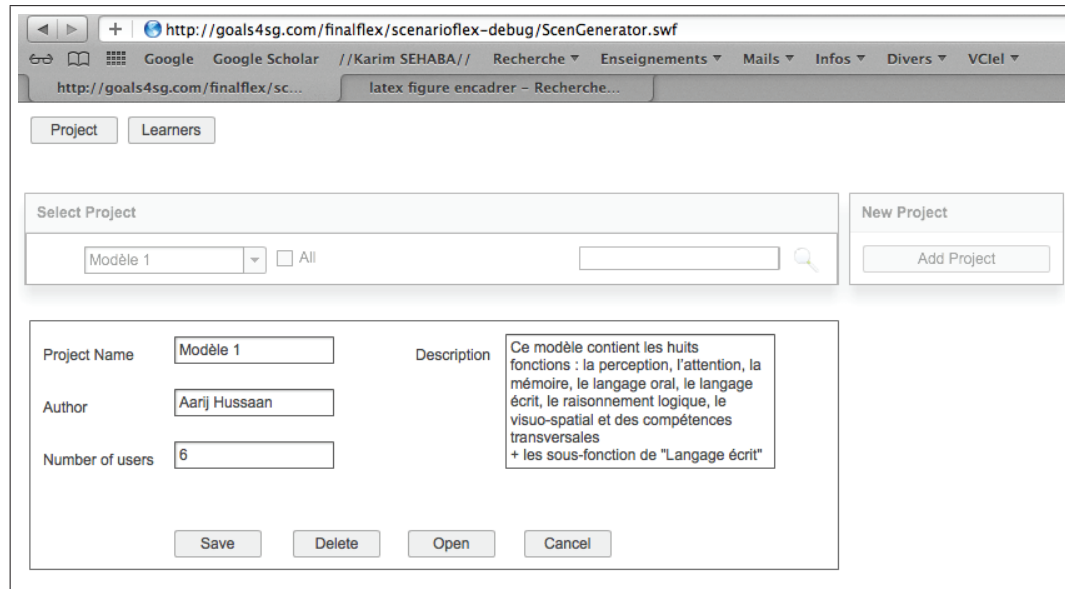 http://goals4sg.com/finalflex/scenarioflex-debug/ScenGenerator.swf
Google Google Scholar //Karim SEHABA// Recherche Enseignements Mails Infos Divers VCIel
http://goals4sg.com/finalflex/sc... latex figure encadrer – Recherche...
Project Learners
Select Project New Project
Modèle 1 All Add Project
Project Name Modèle 1
Author Aarij Hussaan
Number of users 6
Description
Ce modèle contient les huits
fonctions : la perception, l'attention, la
mémoire, le langage oral, le langage
écrit, le raisonnement logique, le
visuo-spatial et des compétences
transversales
+ les sous-fonction de "Langage écrit"
Save Delete Open Cancel